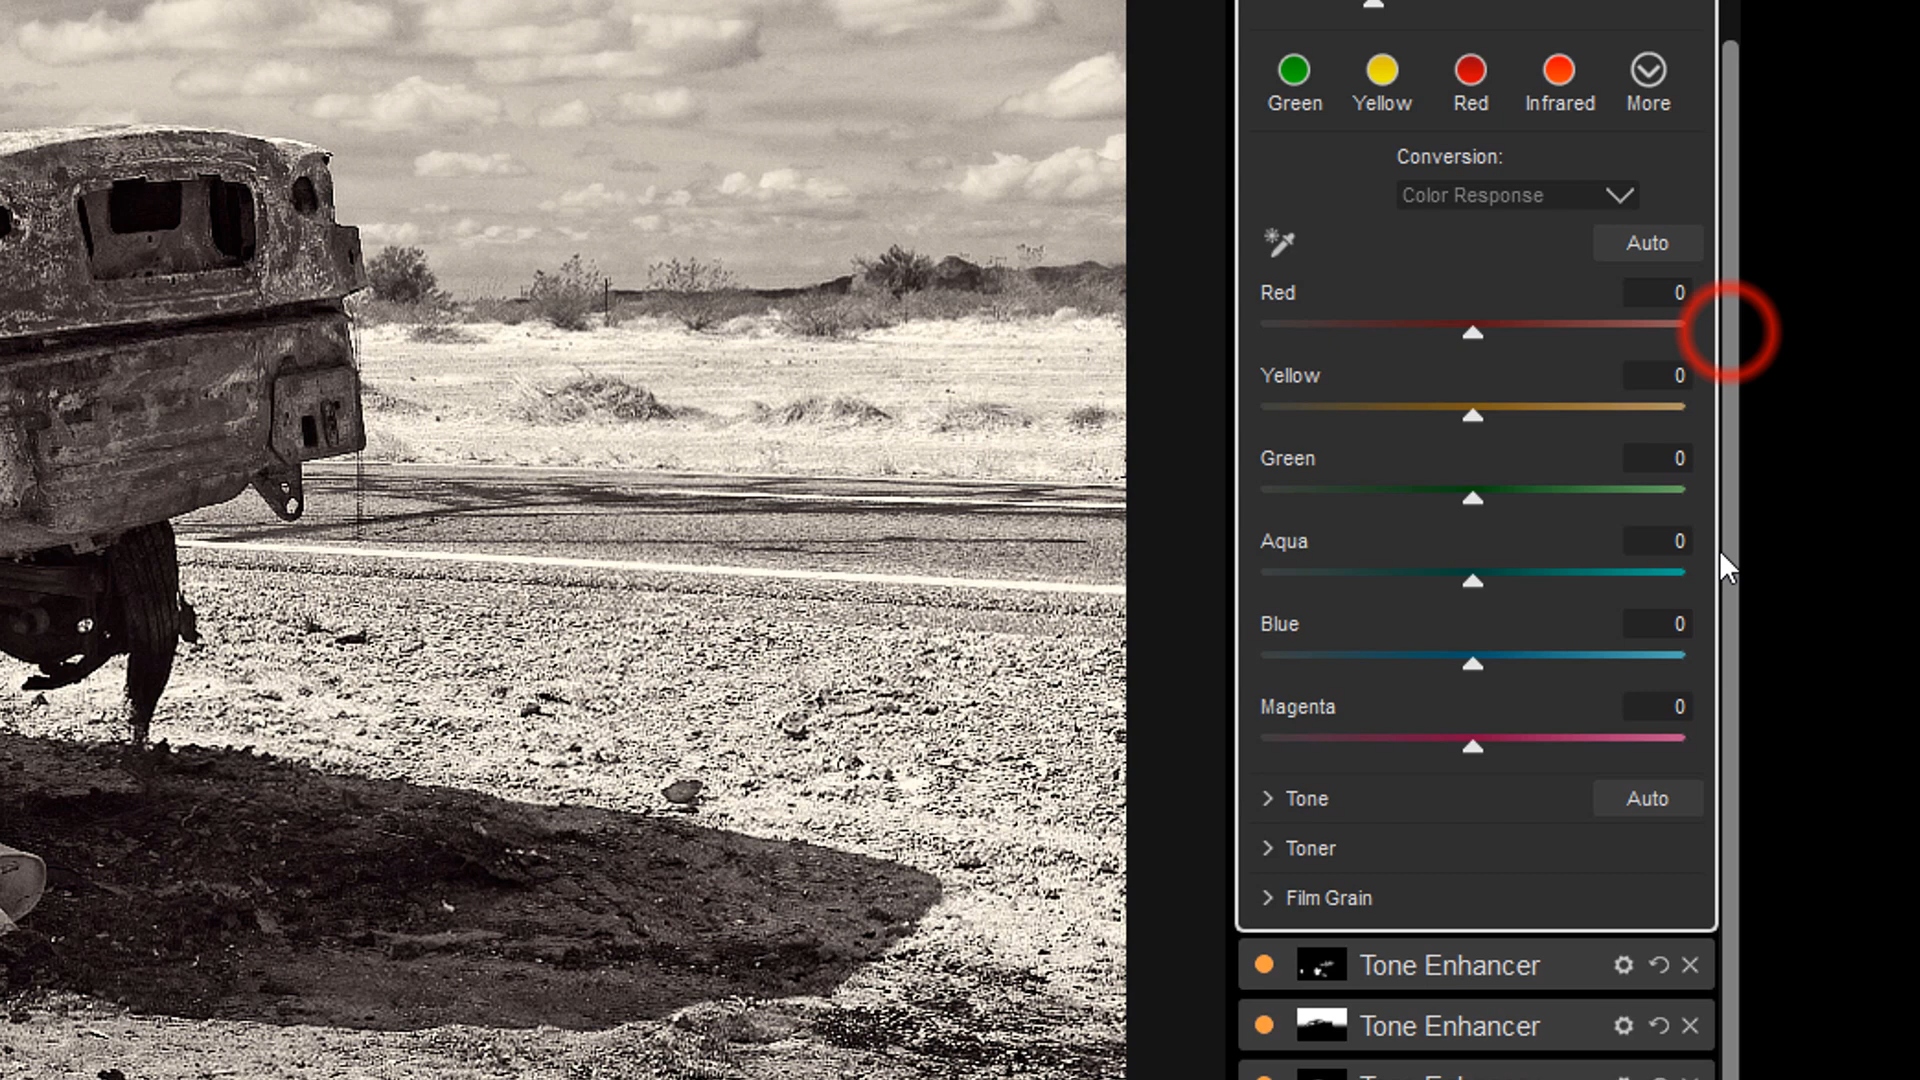 Green Yellow Red Infrared More
Conversion:
Color Response
Auto
Red 0
Yellow 0
Green 0
Aqua 0
Blue 0
Magenta 0
Tone Auto
Toner
Film Grain
Tone Enhancer
Tone Enhancer